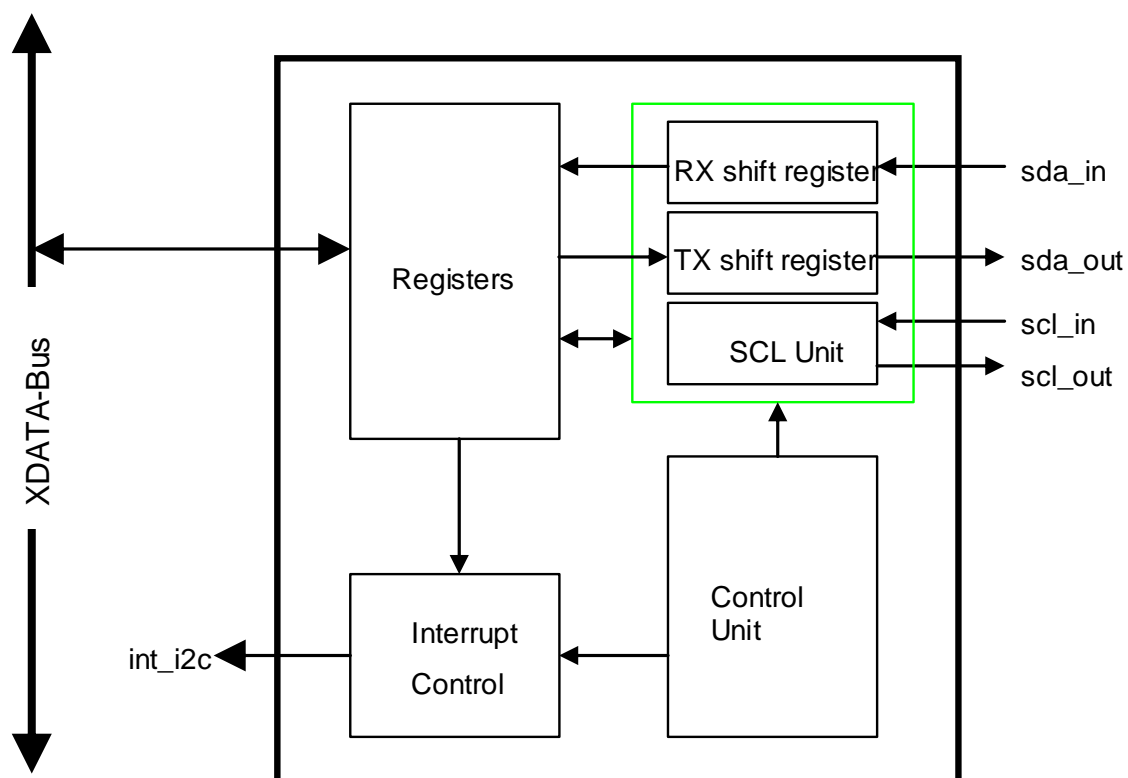 XDATA-Bus
RX shift register
sda_in
TX shift register
sda_out
Registers
scl_in
SCL Unit
scl_out
Control
Unit
Interrupt
Control
int_i2c